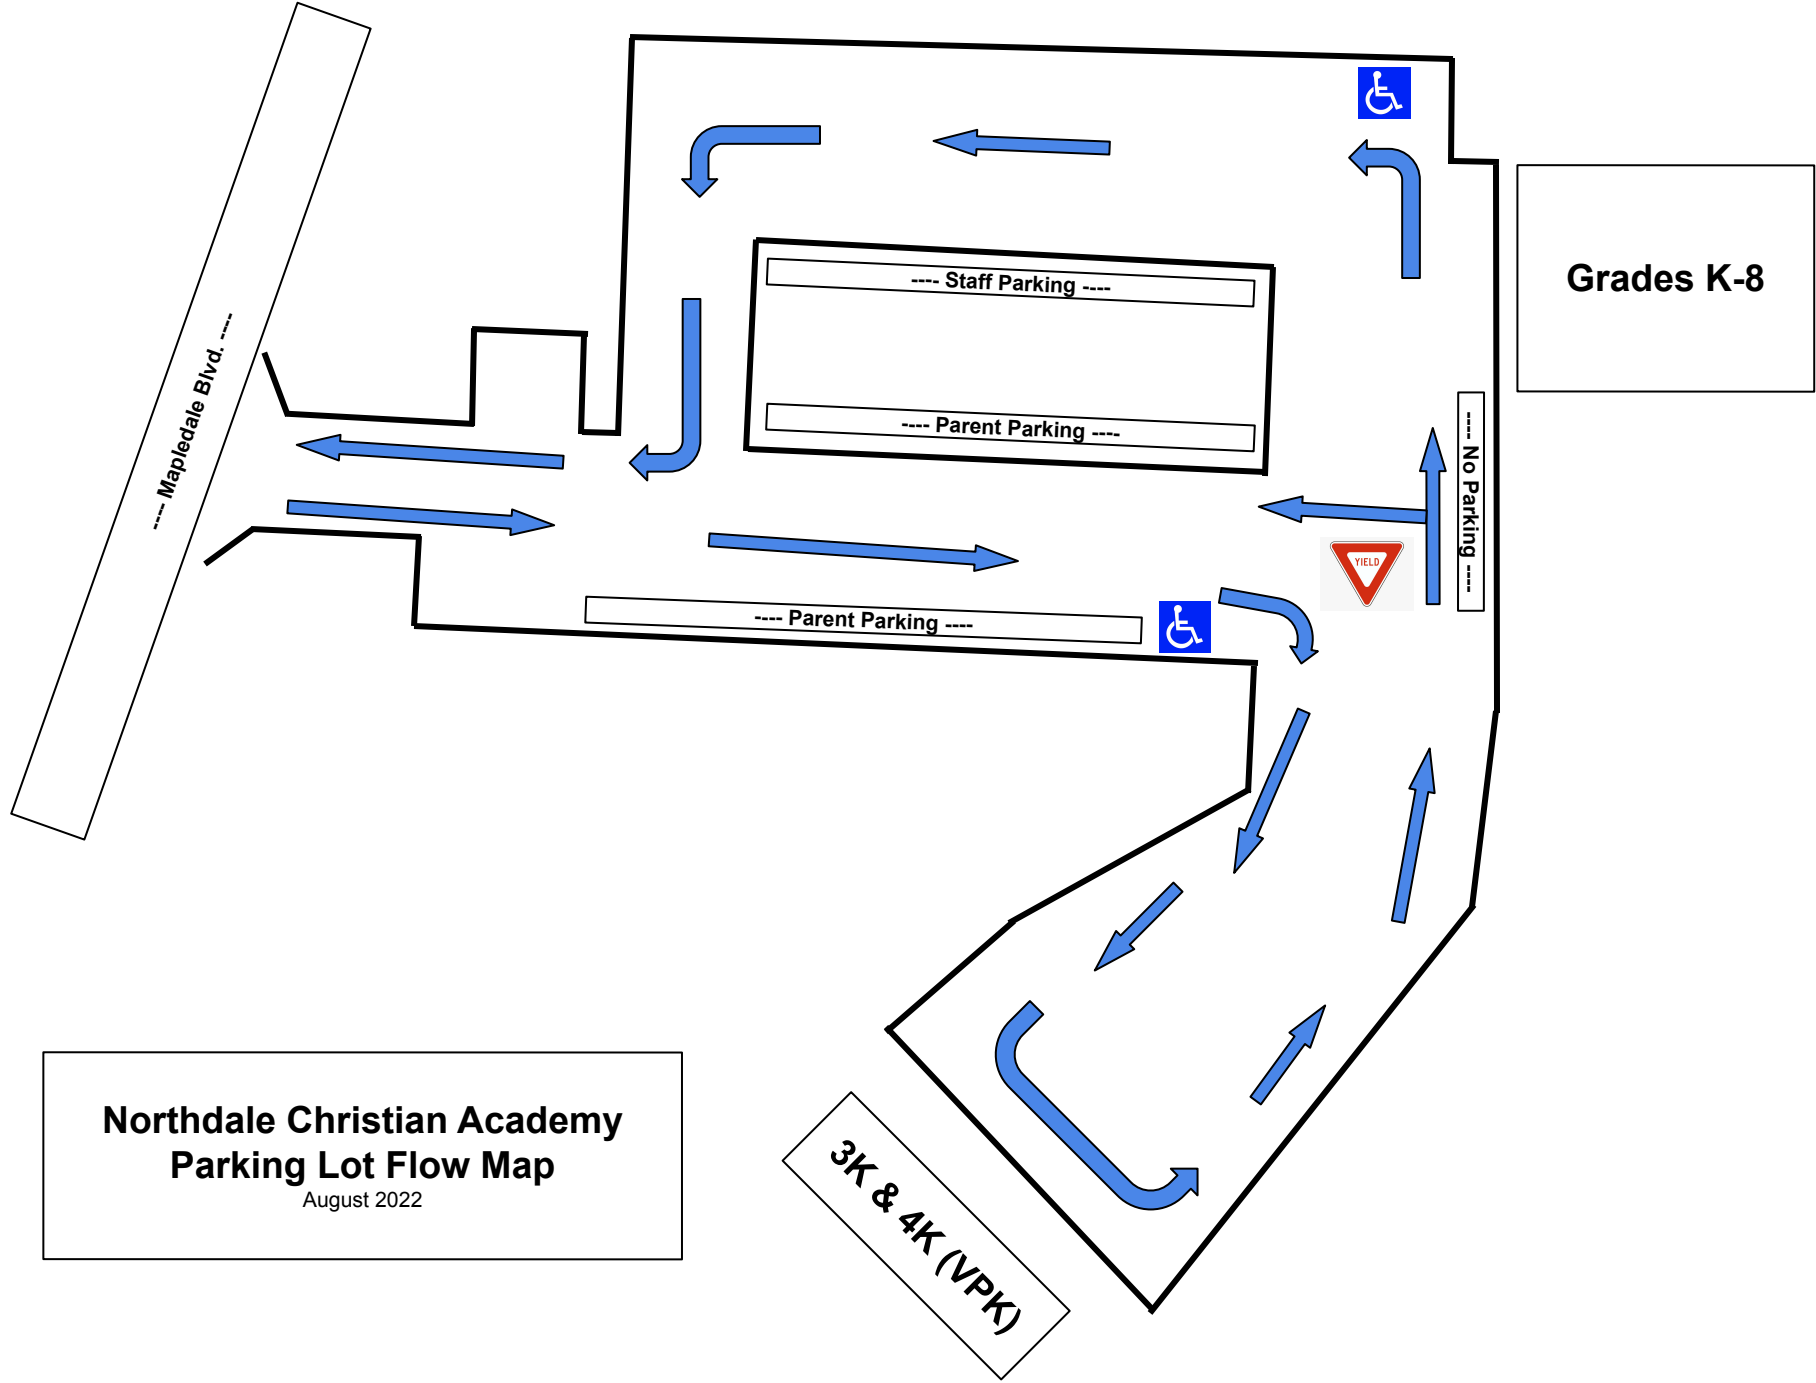 ---- Staff Parking ----
Grades K-8
---- Mapledale Blvd. ----
---- Parent Parking ----
---- No Parking ----
YIELD
---- Parent Parking ----
Northdale Christian Academy
Parking Lot Flow Map
August 2022
3K & 4K (VPK)